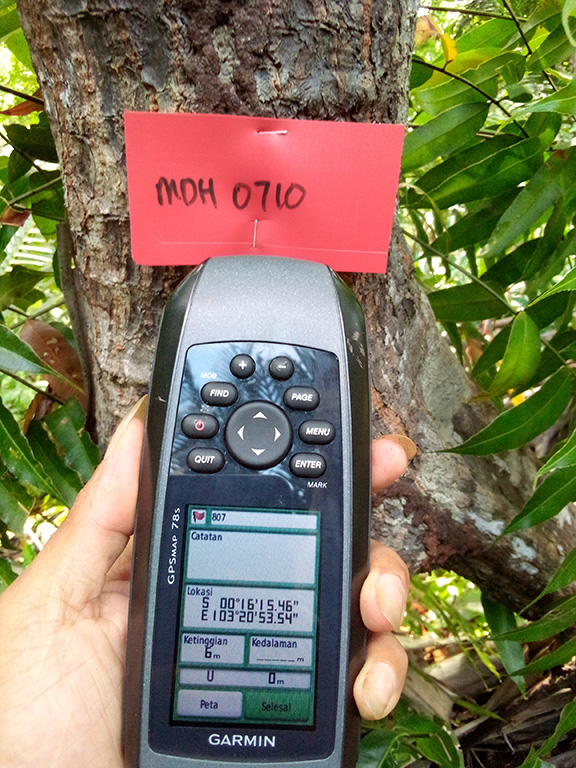 MDH 0710
+ −
MOB
FIND PAGE
MENU
QUIT ENTER
MARK
GPSMAP 78s
807
Catatan
Lokasi
S 00°16'15.46"
E 103°20'53.54"
Ketinggian Kedalaman
6m _____m
U 0m
Peta Selesai
GARMIN